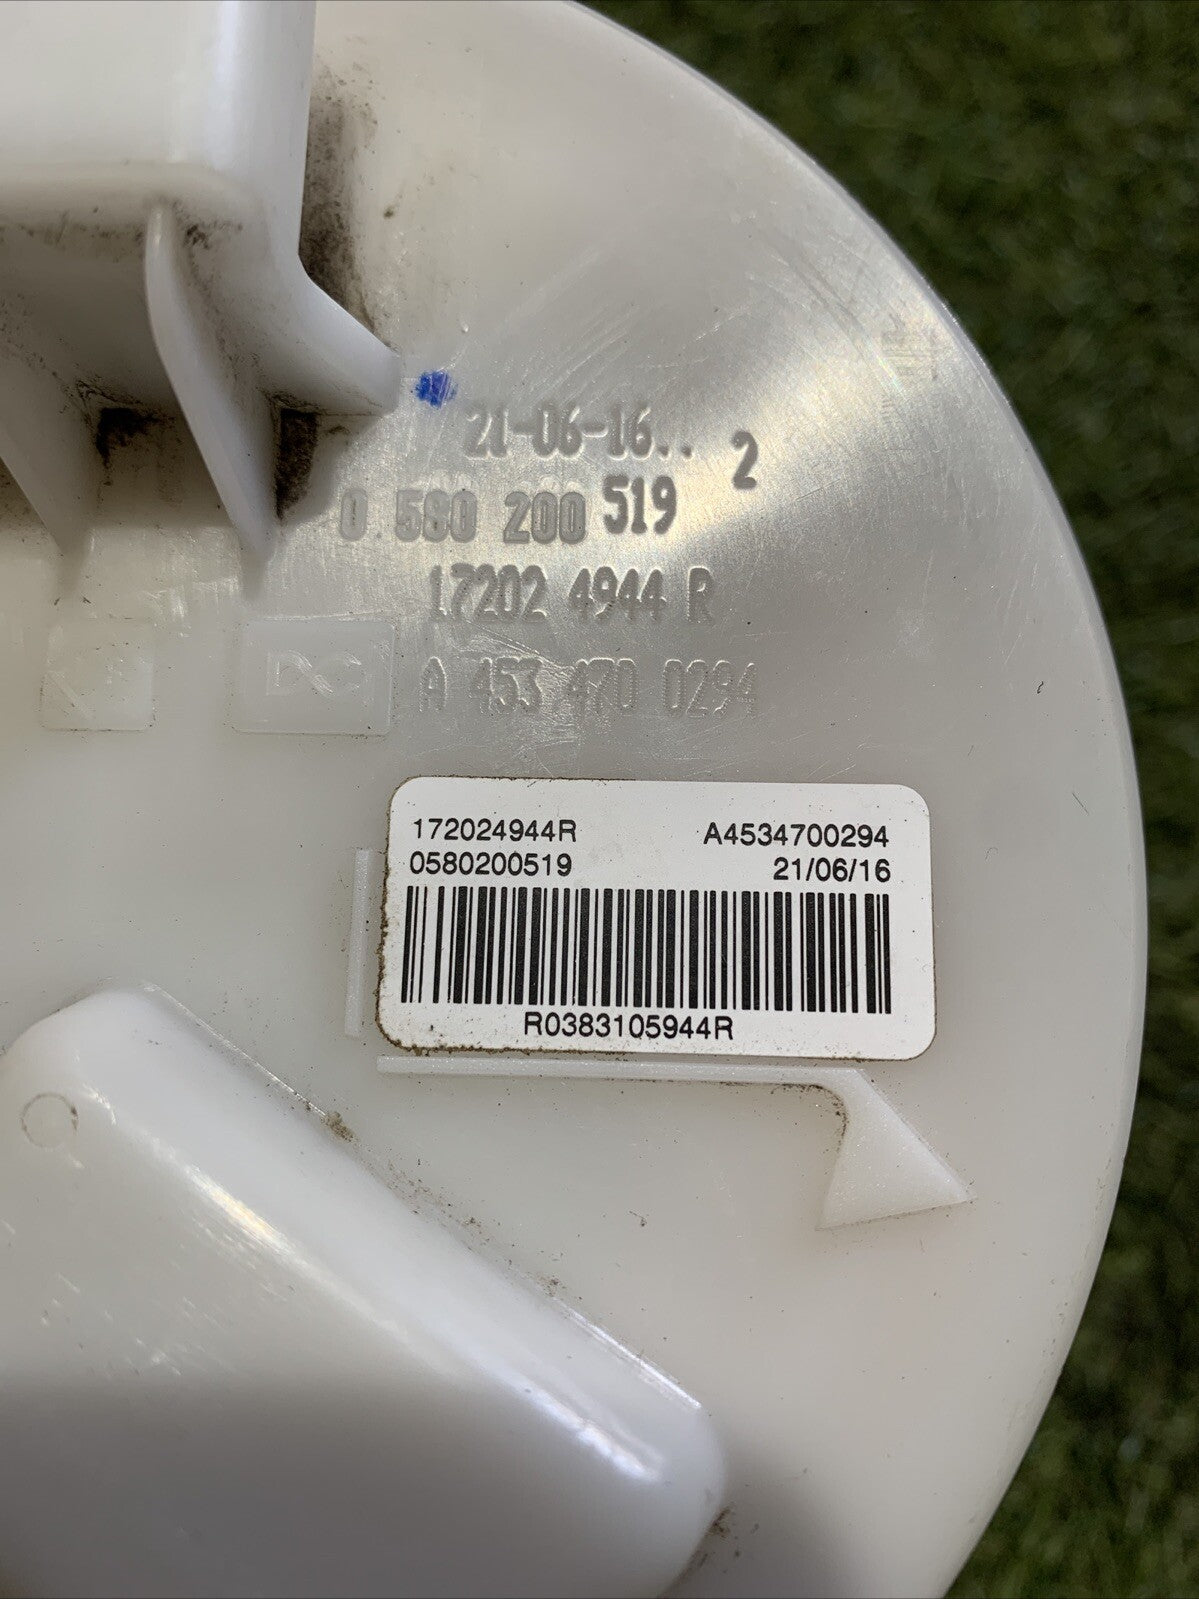 21-06-16..
2
0 580 200 519
17202 4944 R
DC
A 453 470 0294
172024944R A4534700294
0580200519 21/06/16
R0383105944R